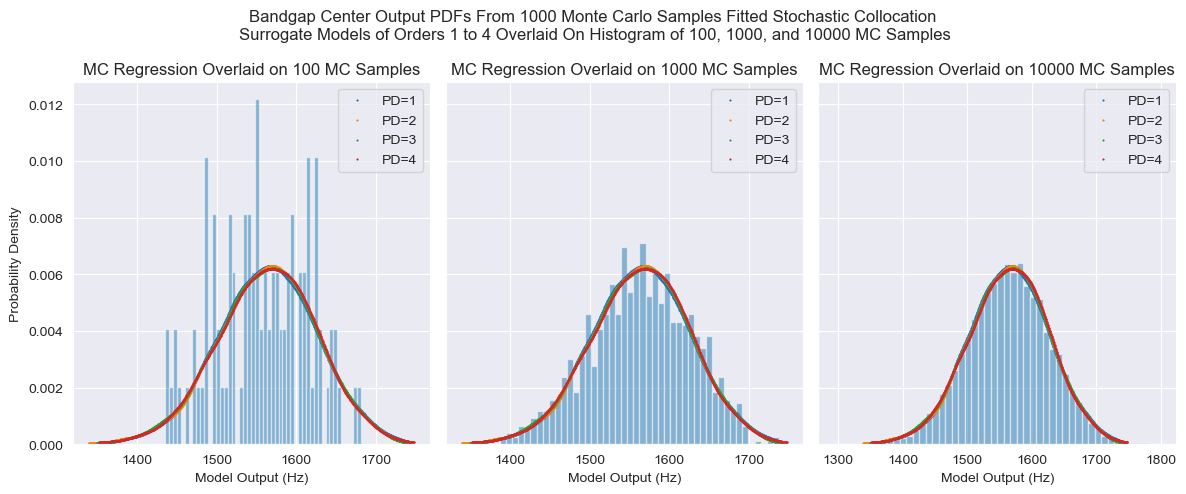 Bandgap Center Output PDFs From 1000 Monte Carlo Samples Fitted Stochastic Collocation
Surrogate Models of Orders 1 to 4 Overlaid On Histogram of 100, 1000, and 10000 MC Samples
MC Regression Overlaid on 100 MC Samples
MC Regression Overlaid on 1000 MC Samples
MC Regression Overlaid on 10000 MC Samples
Probability Density
0.012
0.010
0.008
0.006
0.004
0.002
0.000
PD=1
PD=2
PD=3
PD=4
1400 1500 1600 1700
Model Output (Hz)
PD=1
PD=2
PD=3
PD=4
1400 1500 1600 1700
Model Output (Hz)
PD=1
PD=2
PD=3
PD=4
1300 1400 1500 1600 1700 1800
Model Output (Hz)